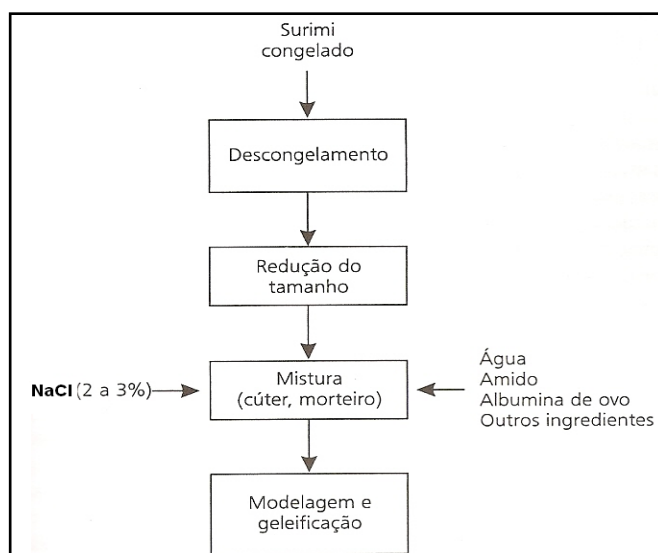 Surimi
congelado
Descongelamento
Redução do
tamanho
NaCl (2 a 3%)
Mistura
(cúter, morteiro)
Água
Amido
Albumina de ovo
Outros ingredientes
Modelagem e
geleificação